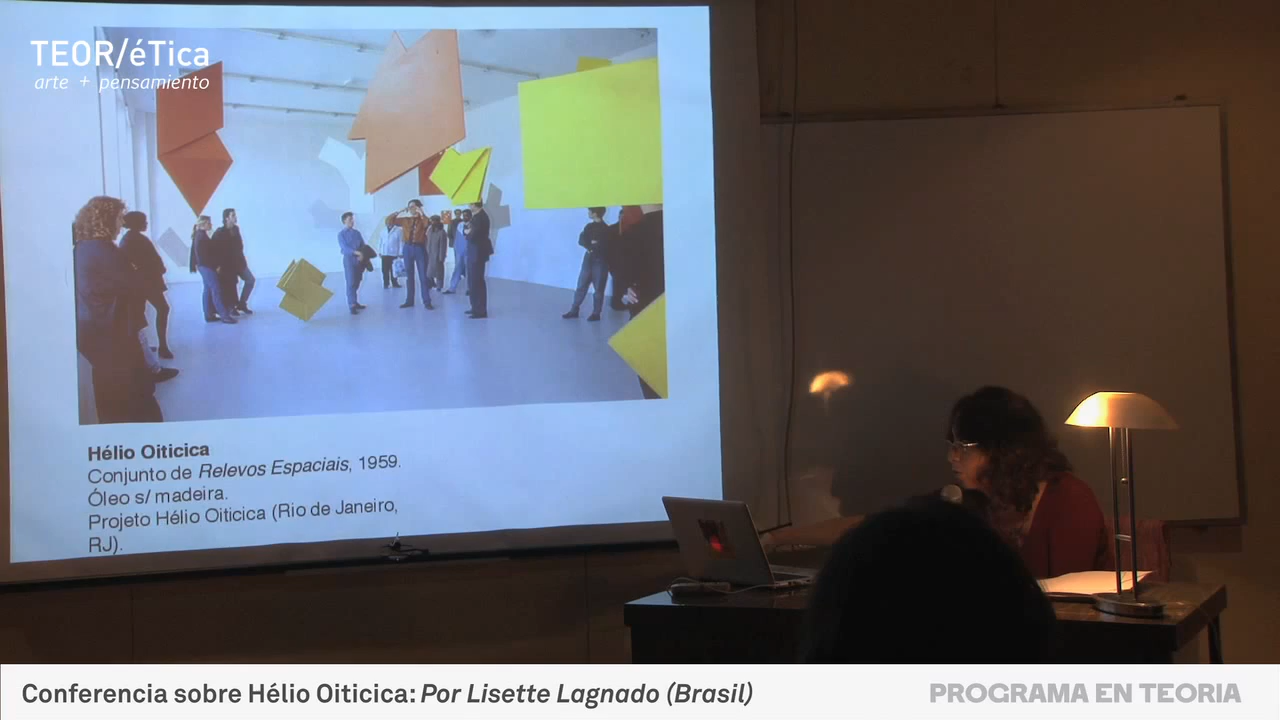 TEOR/éTica
arte + pensamiento
Hélio Oiticica
Conjunto de Relevos Espaciais, 1959.
Óleo s/ madeira.
Projeto Hélio Oiticica (Rio de Janeiro,
RJ).
Conferencia sobre Hélio Oiticica: Por Lisette Lagnado (Brasil)
PROGRAMA EN TEORIA